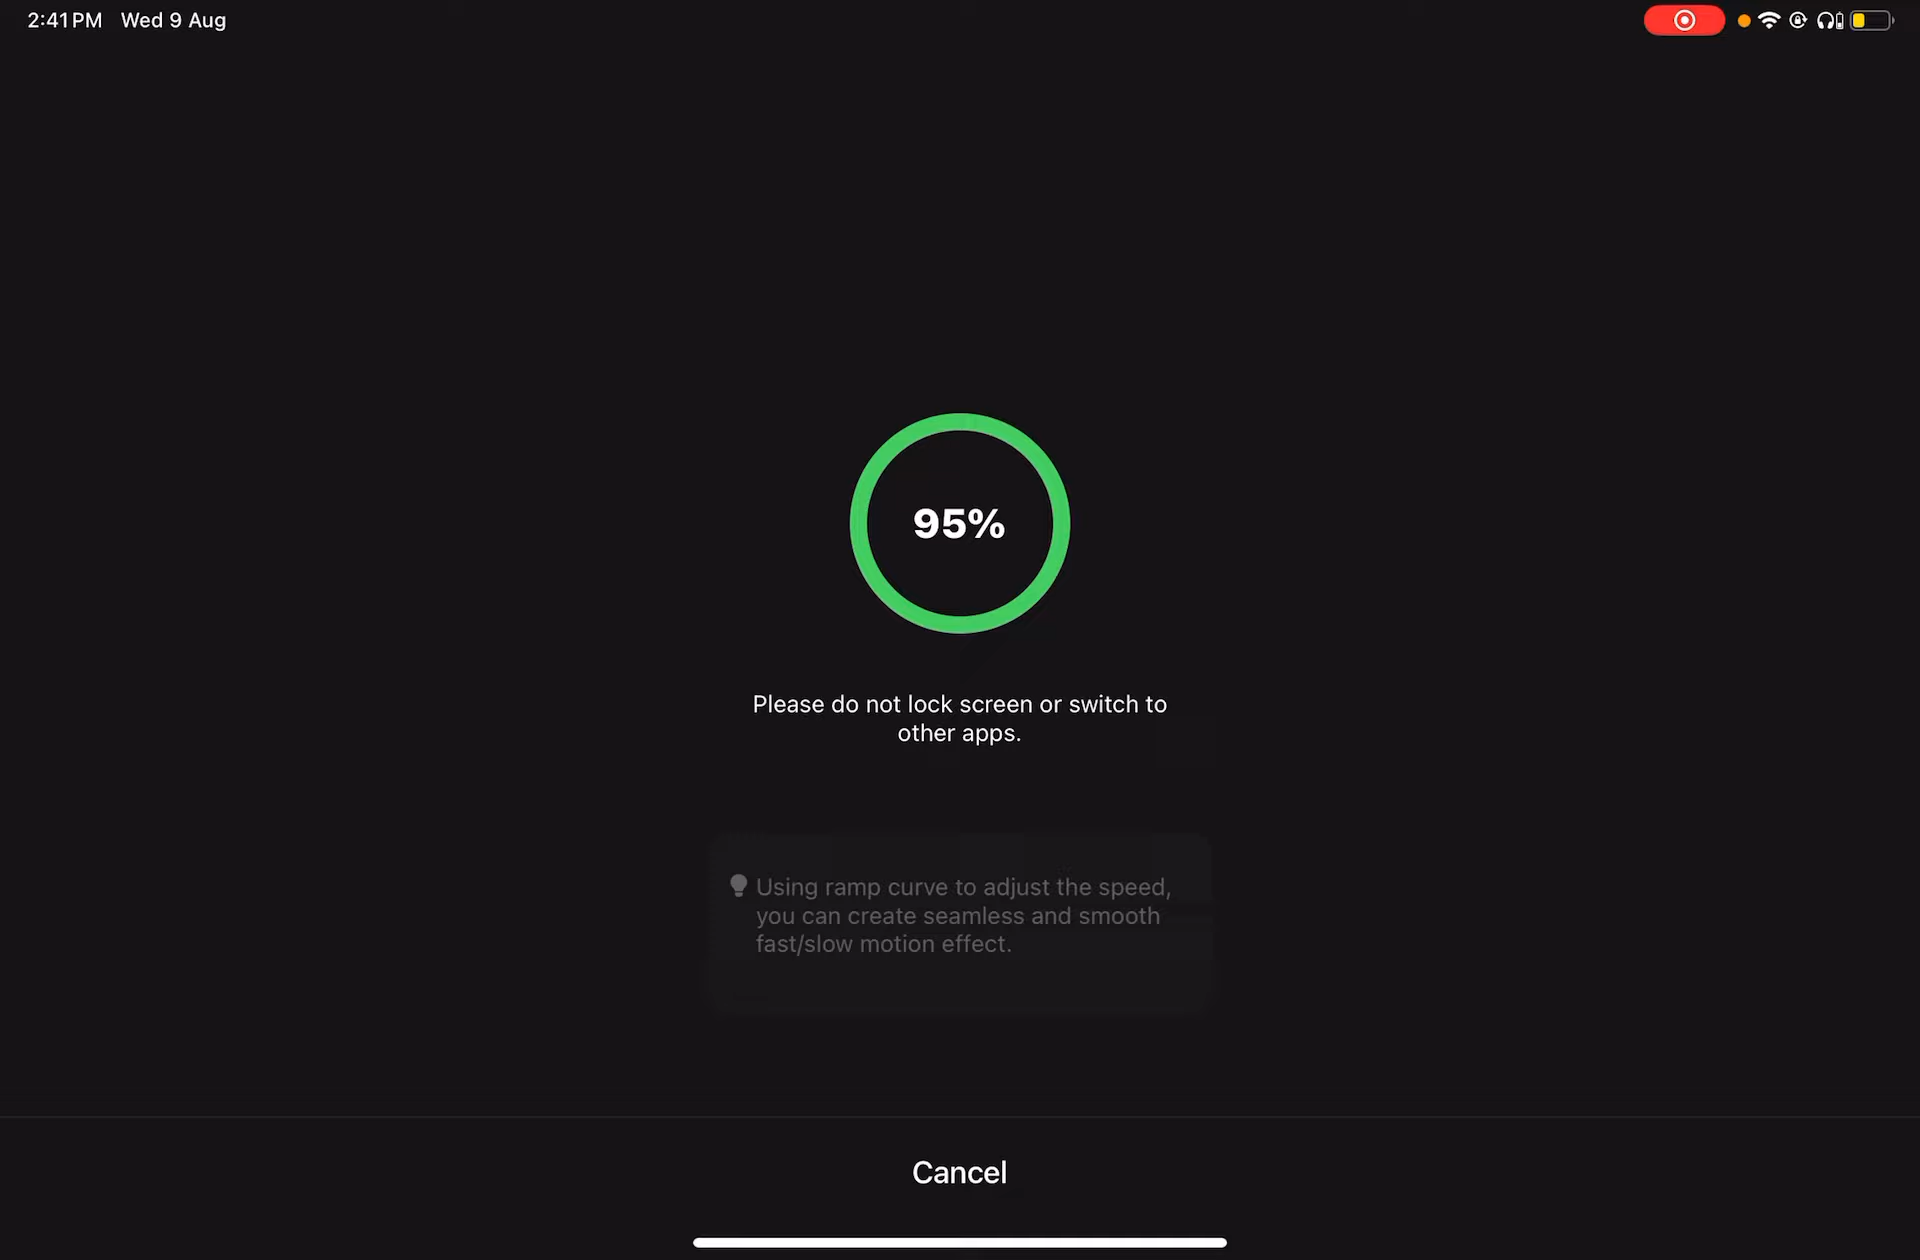 2:41 PM Wed 9 Aug
95%
Please do not lock screen or switch to
other apps.
Using ramp curve to adjust the speed,
you can create seamless and smooth
fast/slow motion effect.
Cancel